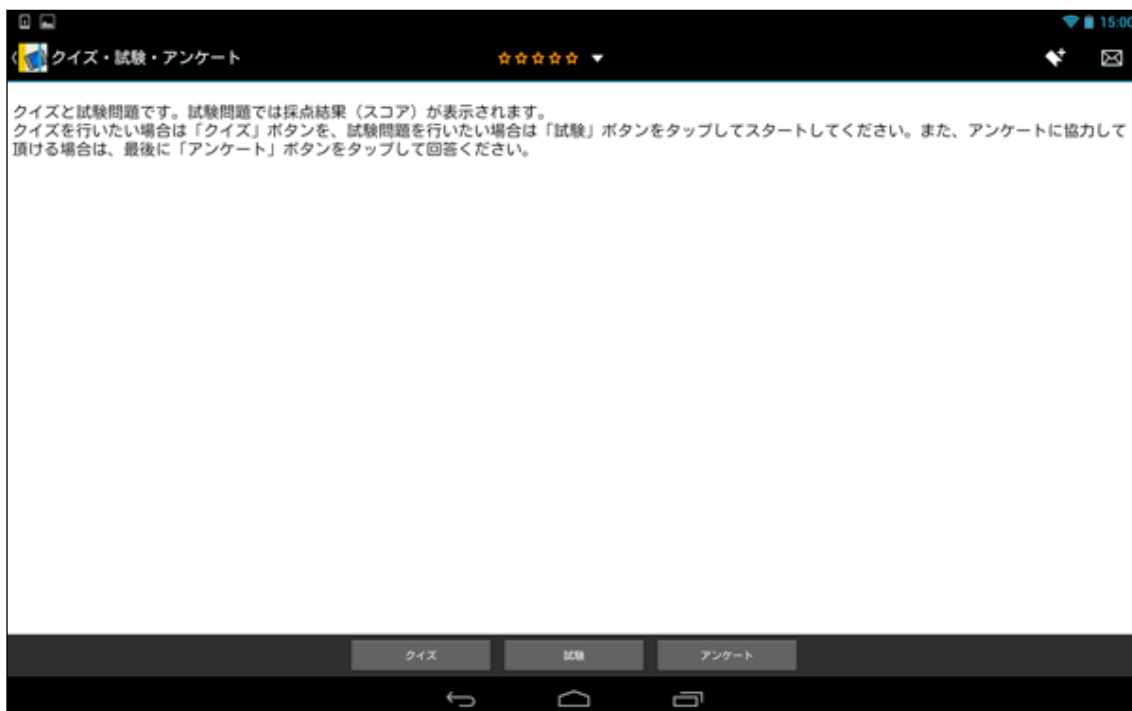 15:00
クイズ・試験・アンケート
クイズと試験問題です。試験問題では採点結果（スコア）が表示されます。
クイズを行いたい場合は「クイズ」ボタンを、試験問題を行いたい場合は「試験」ボタンをタップしてスタートしてください。また、アンケートに協力して
頂ける場合は、最後に「アンケート」ボタンをタップして回答ください。
クイズ
試験
アンケート